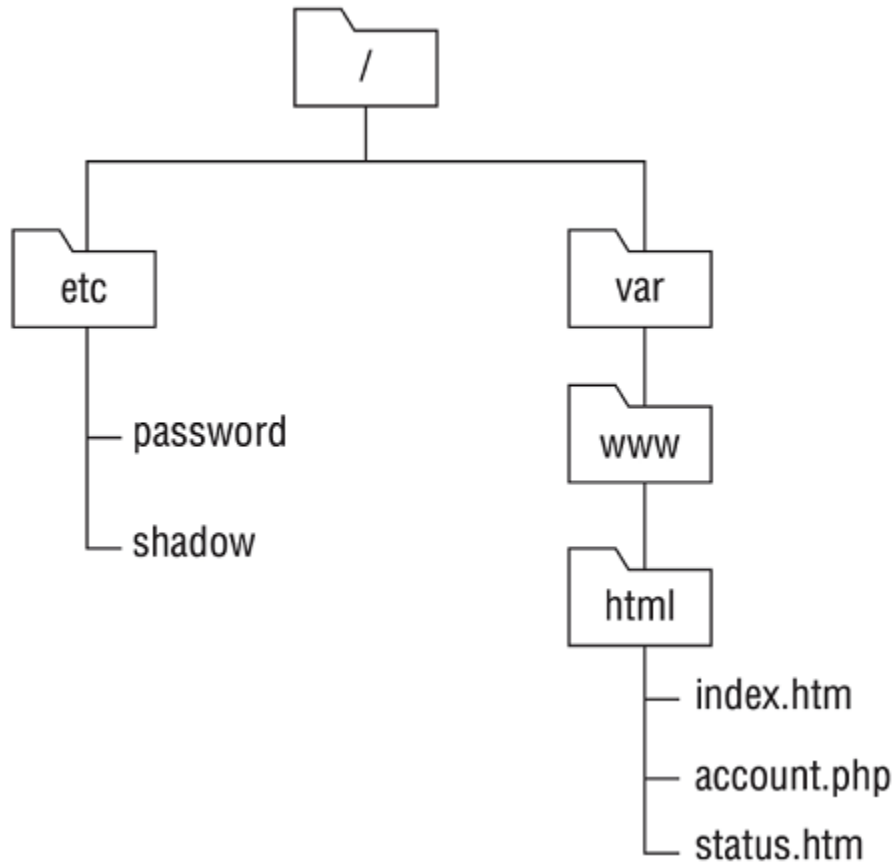 /
etc
var
password
www
shadow
html
index.htm
account.php
status.htm